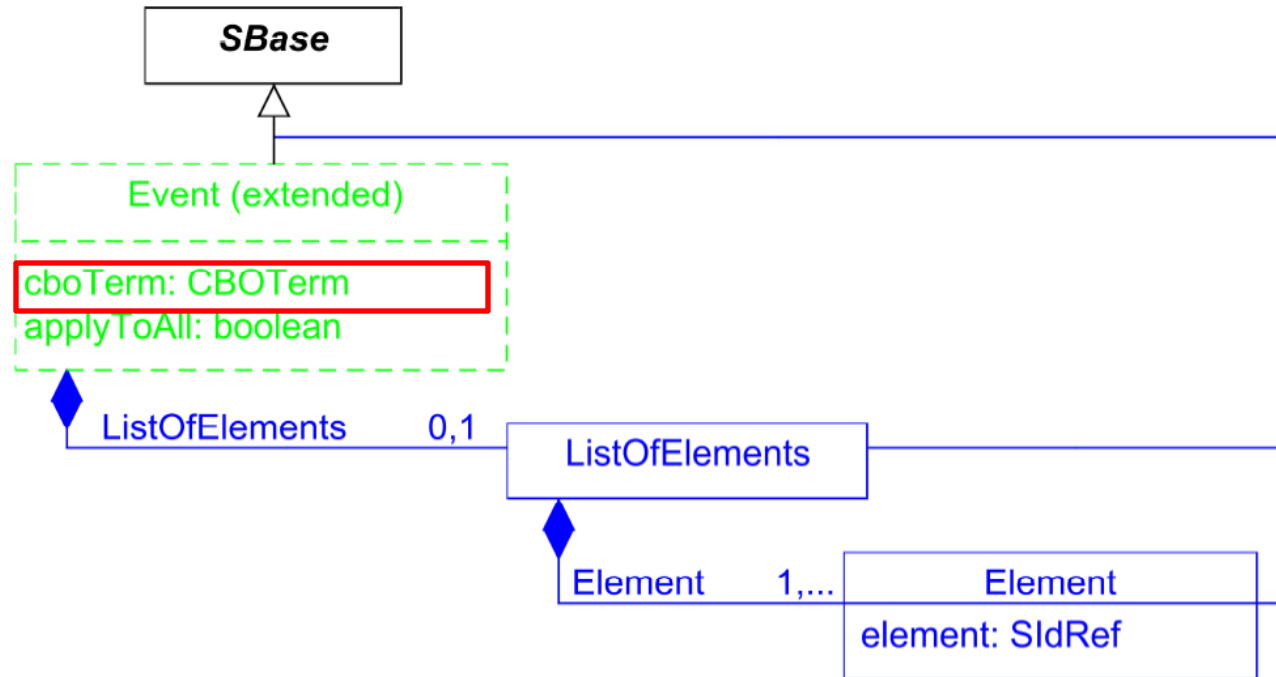 SBase
Event (extended)
cboTerm: CBOTerm
applyToAll: boolean
ListOfElements 0,1
ListOfElements
Element 1,...
Element
element: SIdRef